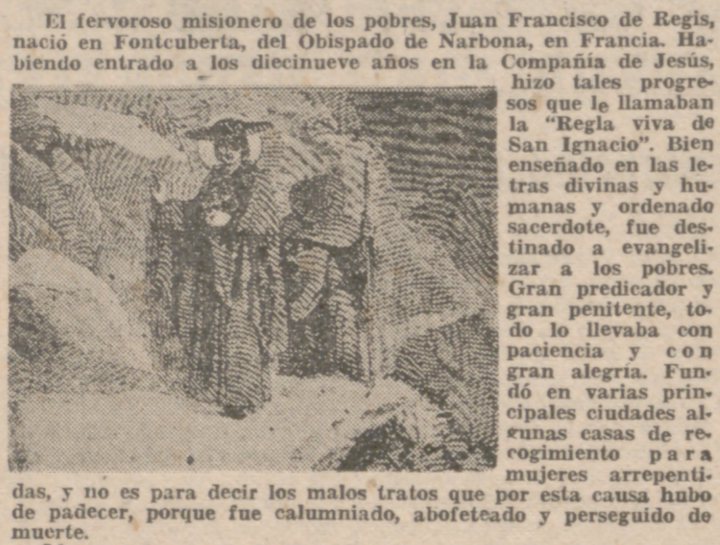 El fervoroso misionero de los pobres, Juan Francisco de Regis,
nació en Fontcuberta, del Obispado de Narbona, en Francia. Ha-
biendo entrado a los diecinueve años en la Compañía de Jesús,
hizo tales progre-
sos que le llamaban
la "Regla viva de
San Ignacio". Bien
enseñado en las le-
tras divinas y hu-
manas y ordenado
sacerdote, fue des-
tinado a evangeli-
zar a los pobres.
Gran predicador y
gran penitente, to-
do lo llevaba con
paciencia y con
gran alegría. Fun-
dó en varias prin-
cipales ciudades al-
gunas casas de re-
cogimiento para
mujeres arrepenti-
das, y no es para decir los malos tratos que por esta causa hubo
de padecer, porque fue calumniado, abofeteado y perseguido de
muerte.